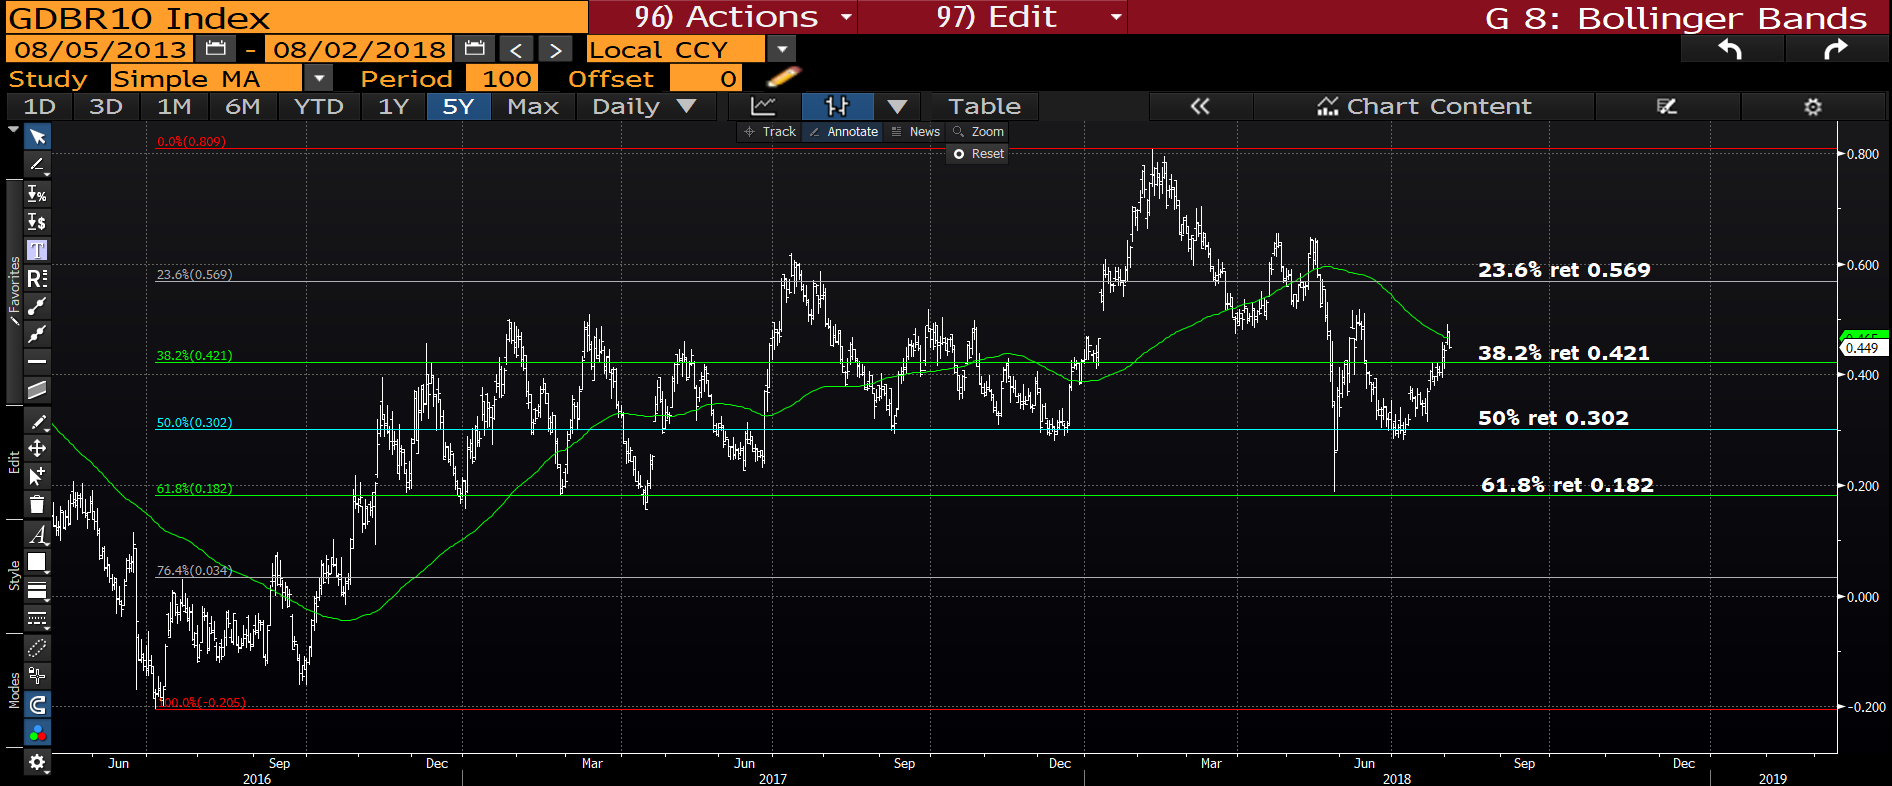 GDBR10 Index 96) Actions 97) Edit G 8: Bollinger Bands
08/05/2013 - 08/02/2018 < > Local CCY
Study Simple MA Period 100 Offset 0
1D 3D 1M 6M YTD 1Y 5Y Max Daily Table « Chart Content
Track Annotate News Zoom
Reset
0.0%(0.809)
0.800
23.6%(0.569)
23.6% ret 0.569
0.600
38.2%(0.421)
38.2% ret 0.421
0.449
0.400
50.0%(0.302)
50% ret 0.302
61.8%(0.182)
61.8% ret 0.182
0.200
76.4%(0.034)
0.000
100.0%(-0.205)
-0.200
% 
$
T
R
A
Favorites
Edit
Style
Modes
Jun Sep Dec Mar Jun Sep Dec Mar Jun Sep Dec
2016 2017 2018 2019